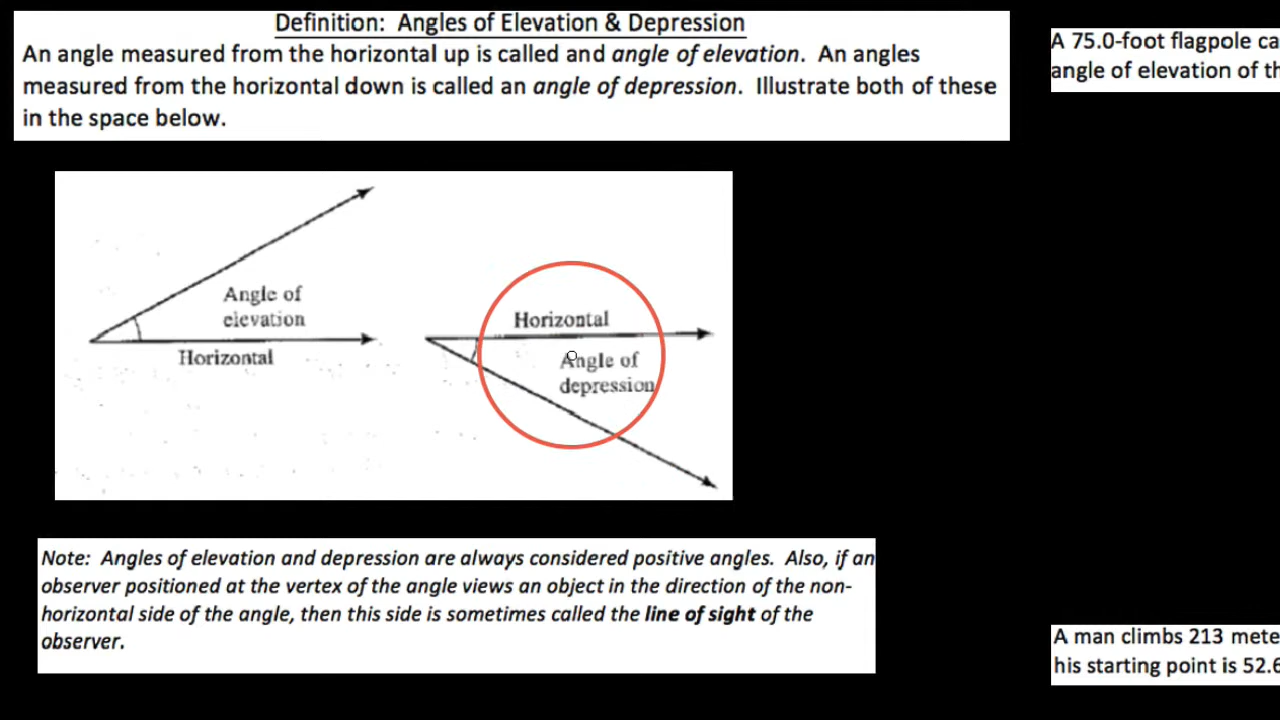 Definition: Angles of Elevation & Depression
An angle measured from the horizontal up is called and angle of elevation. An angles
measured from the horizontal down is called an angle of depression. Illustrate both of these
in the space below.
A 75.0-foot flagpole ca
angle of elevation of th
Angle of
elevation
Horizontal
Horizontal
Angle of
depression
Note: Angles of elevation and depression are always considered positive angles. Also, if an
observer positioned at the vertex of the angle views an object in the direction of the non-
horizontal side of the angle, then this side is sometimes called the line of sight of the
observer.
A man climbs 213 mete
his starting point is 52.6